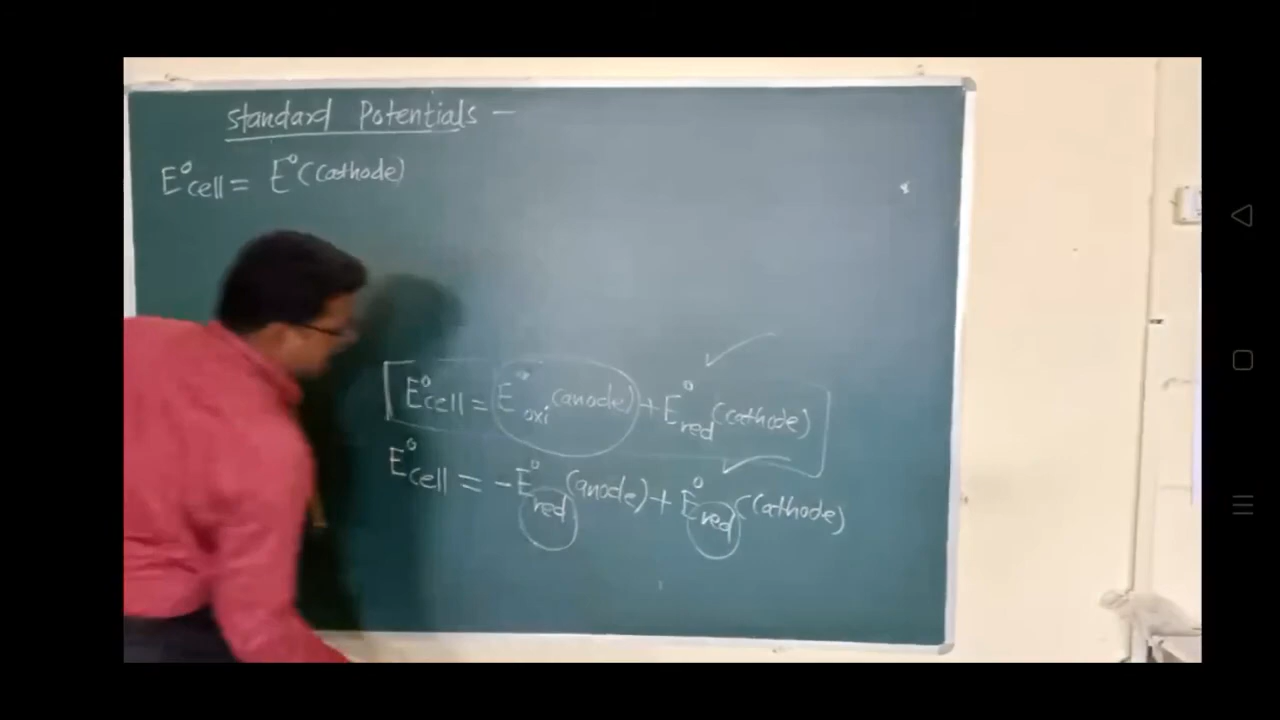 Standard Potentials -
E°cell = E°(cathode)
E°cell = E°oxi (anode) + E°red (cathode)
E°cell = -E°red (anode) + E°red (cathode)